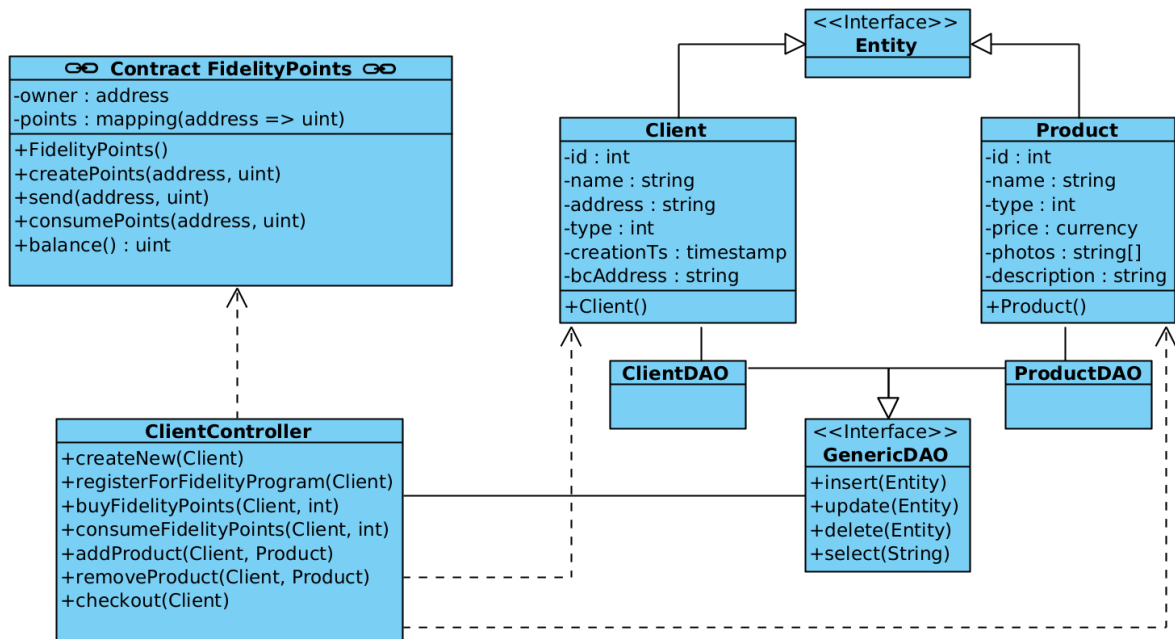 Contract FidelityPoints
-owner : address
-points : mapping(address => uint)
+FidelityPoints()
+createPoints(address, uint)
+send(address, uint)
+consumePoints(address, uint)
+balance() : uint
<<Interface>>
Entity
Client
-id : int
-name : string
-address : string
-type : int
-creationTs : timestamp
-bcAddress : string
+Client()
Product
-id : int
-name : string
-type : int
-price : currency
-photos : string[]
-description : string
+Product()
ClientDAO
ProductDAO
ClientController
+createNew(Client)
+registerForFidelityProgram(Client)
+buyFidelityPoints(Client, int)
+consumeFidelityPoints(Client, int)
+addProduct(Client, Product)
+removeProduct(Client, Product)
+checkout(Client)
<<Interface>>
GenericDAO
+insert(Entity)
+update(Entity)
+delete(Entity)
+select(String)